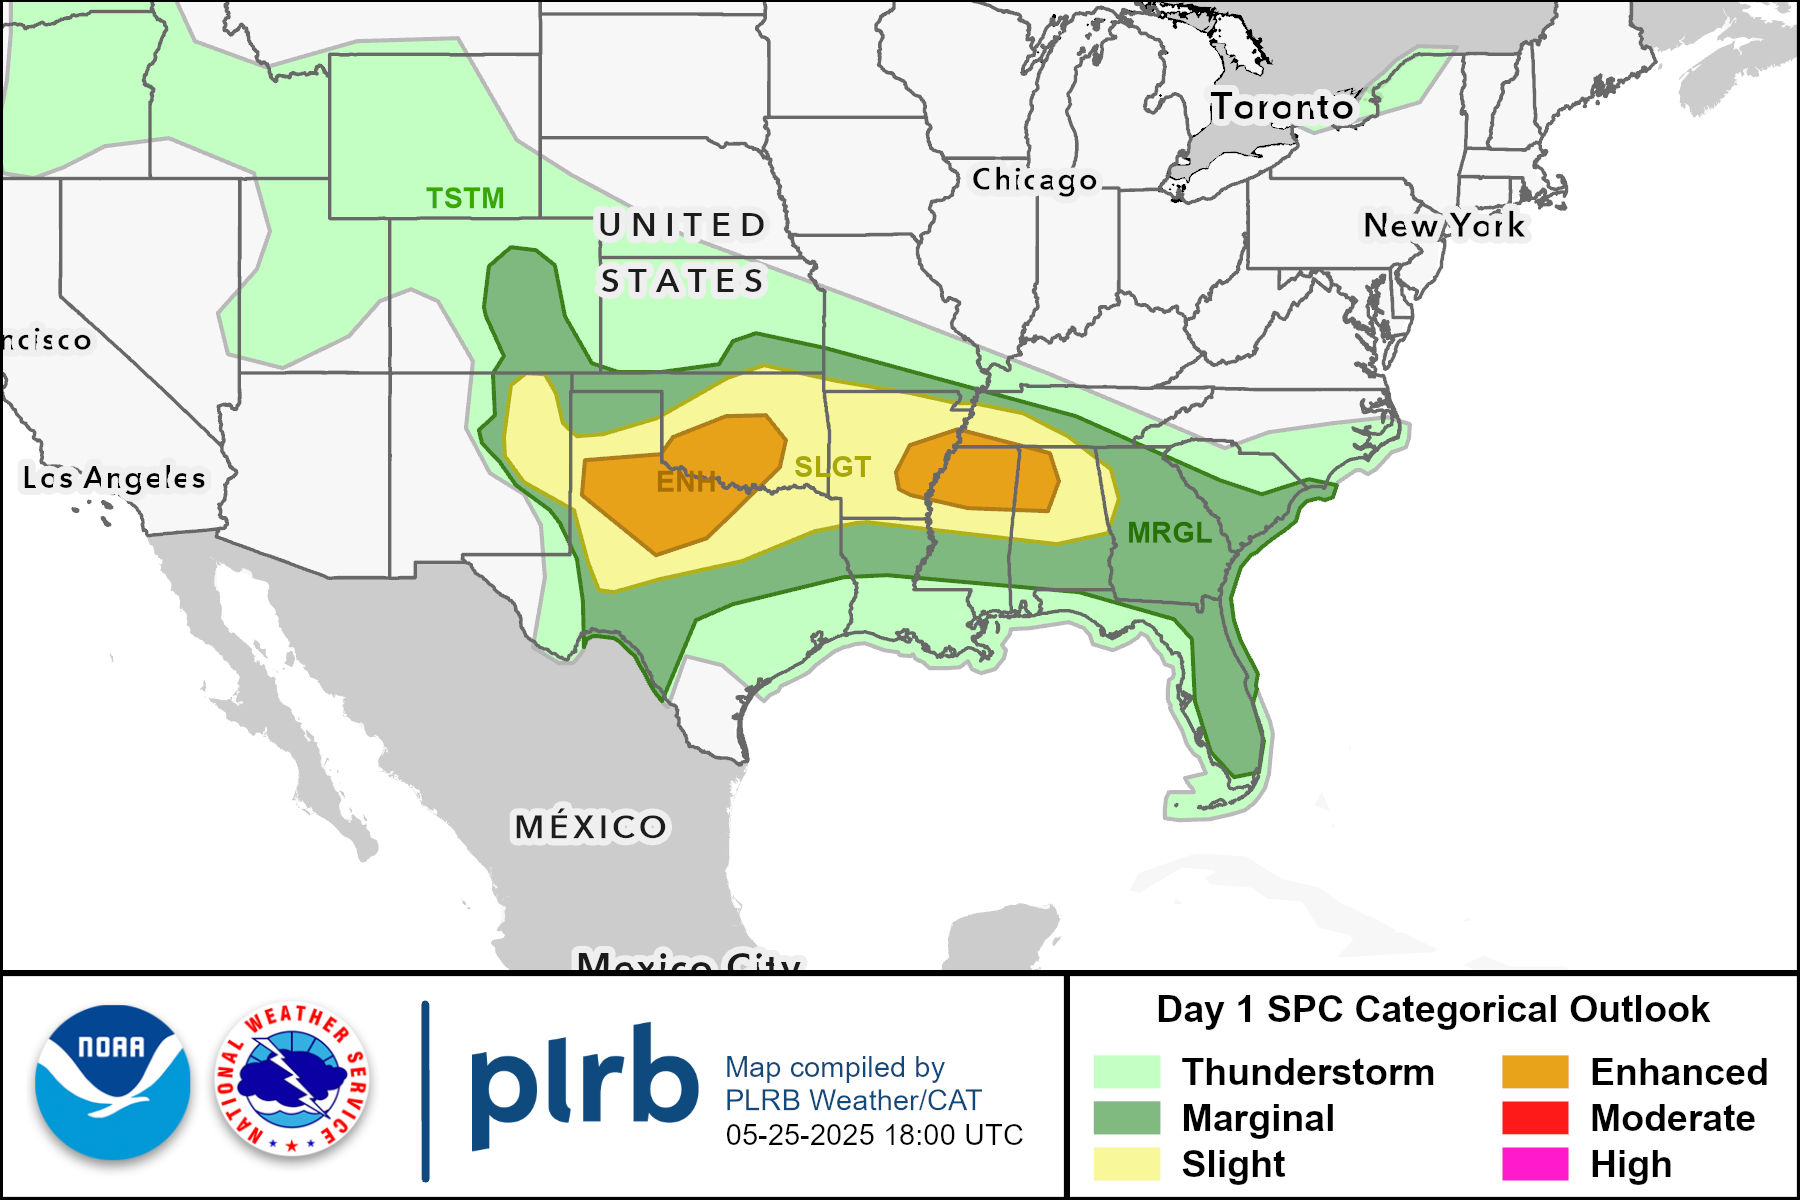 Toronto
Chicago
TSTM
UNITED
STATES
New York
ncisco
Los Angeles
ENH
SLGT
MRGL
MÉXICO
Mexico City
NOAA
NATIONAL WEATHER SERVICE
plrb
Map compiled by
PLRB Weather/CAT
05-25-2025 18:00 UTC
Day 1 SPC Categorical Outlook
Thunderstorm
Marginal
Slight
Enhanced
Moderate
High